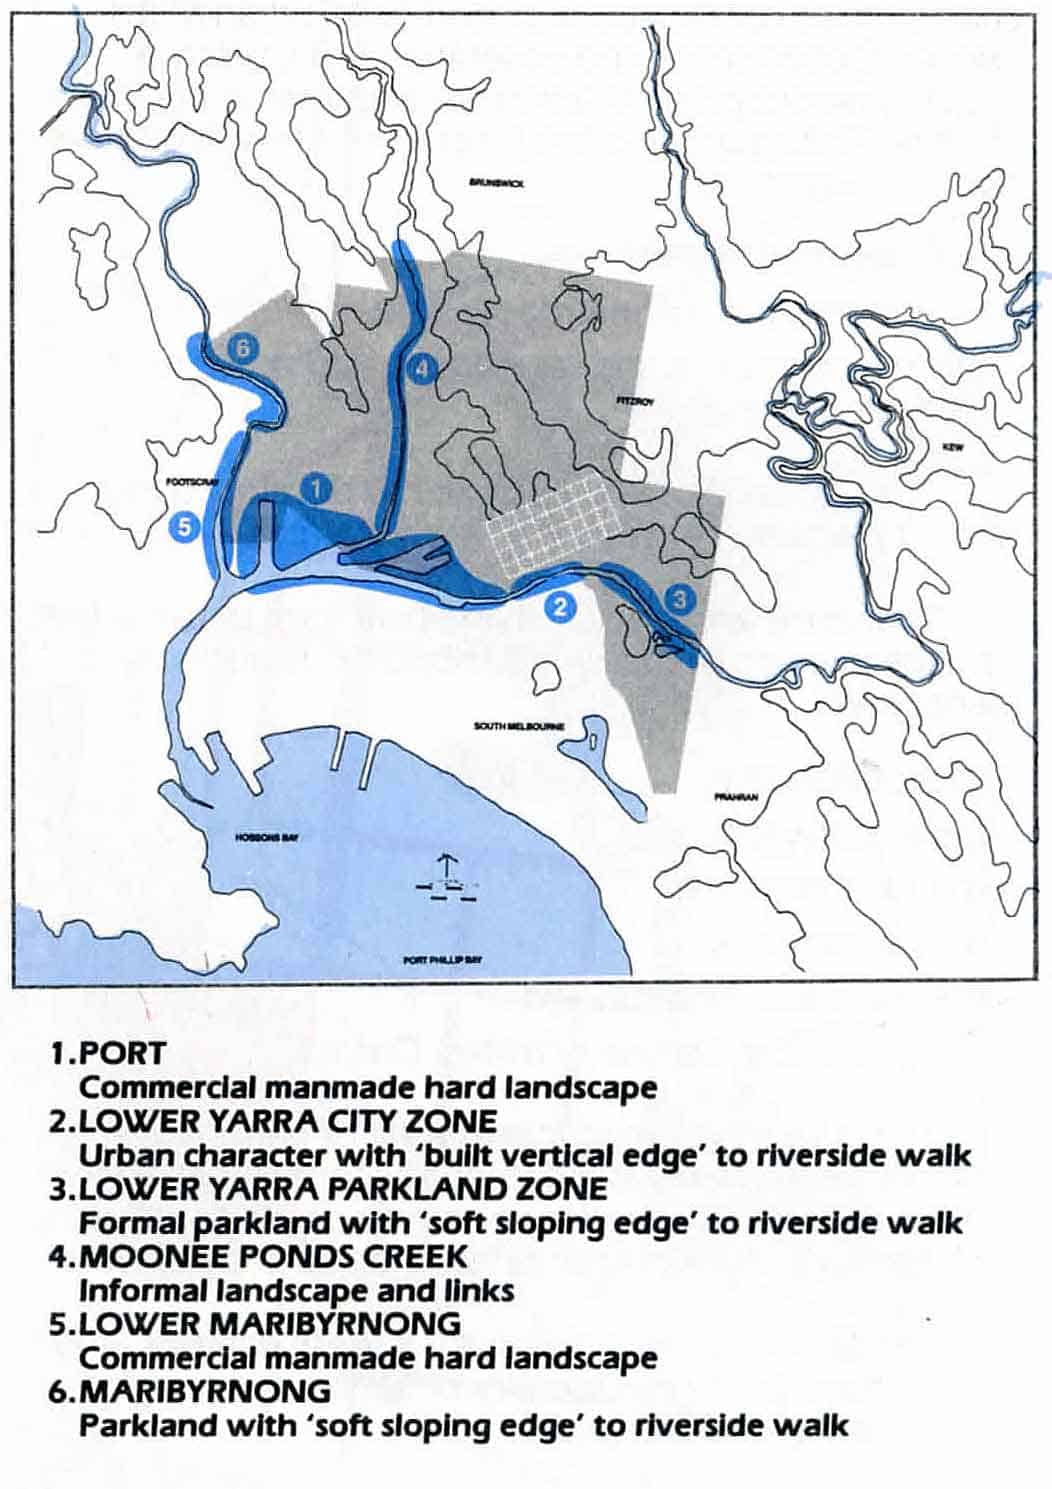 BRUNSWICK
6
4
FITZROY
KEW
FOOTSCRAY
1
5
2
3
SOUTH MELBOURNE
PRAHRAN
HOBSONS BAY
PORT PHILLIP BAY
1.PORT
Commercial manmade hard landscape
2.LOWER YARRA CITY ZONE
Urban character with ‘built vertical edge’ to riverside walk
3.LOWER YARRA PARKLAND ZONE
Formal parkland with ‘soft sloping edge’ to riverside walk
4.MOONEE PONDS CREEK
Informal landscape and links
5.LOWER MARIBYRNONG
Commercial manmade hard landscape
6.MARIBYRNONG
Parkland with ‘soft sloping edge’ to riverside walk